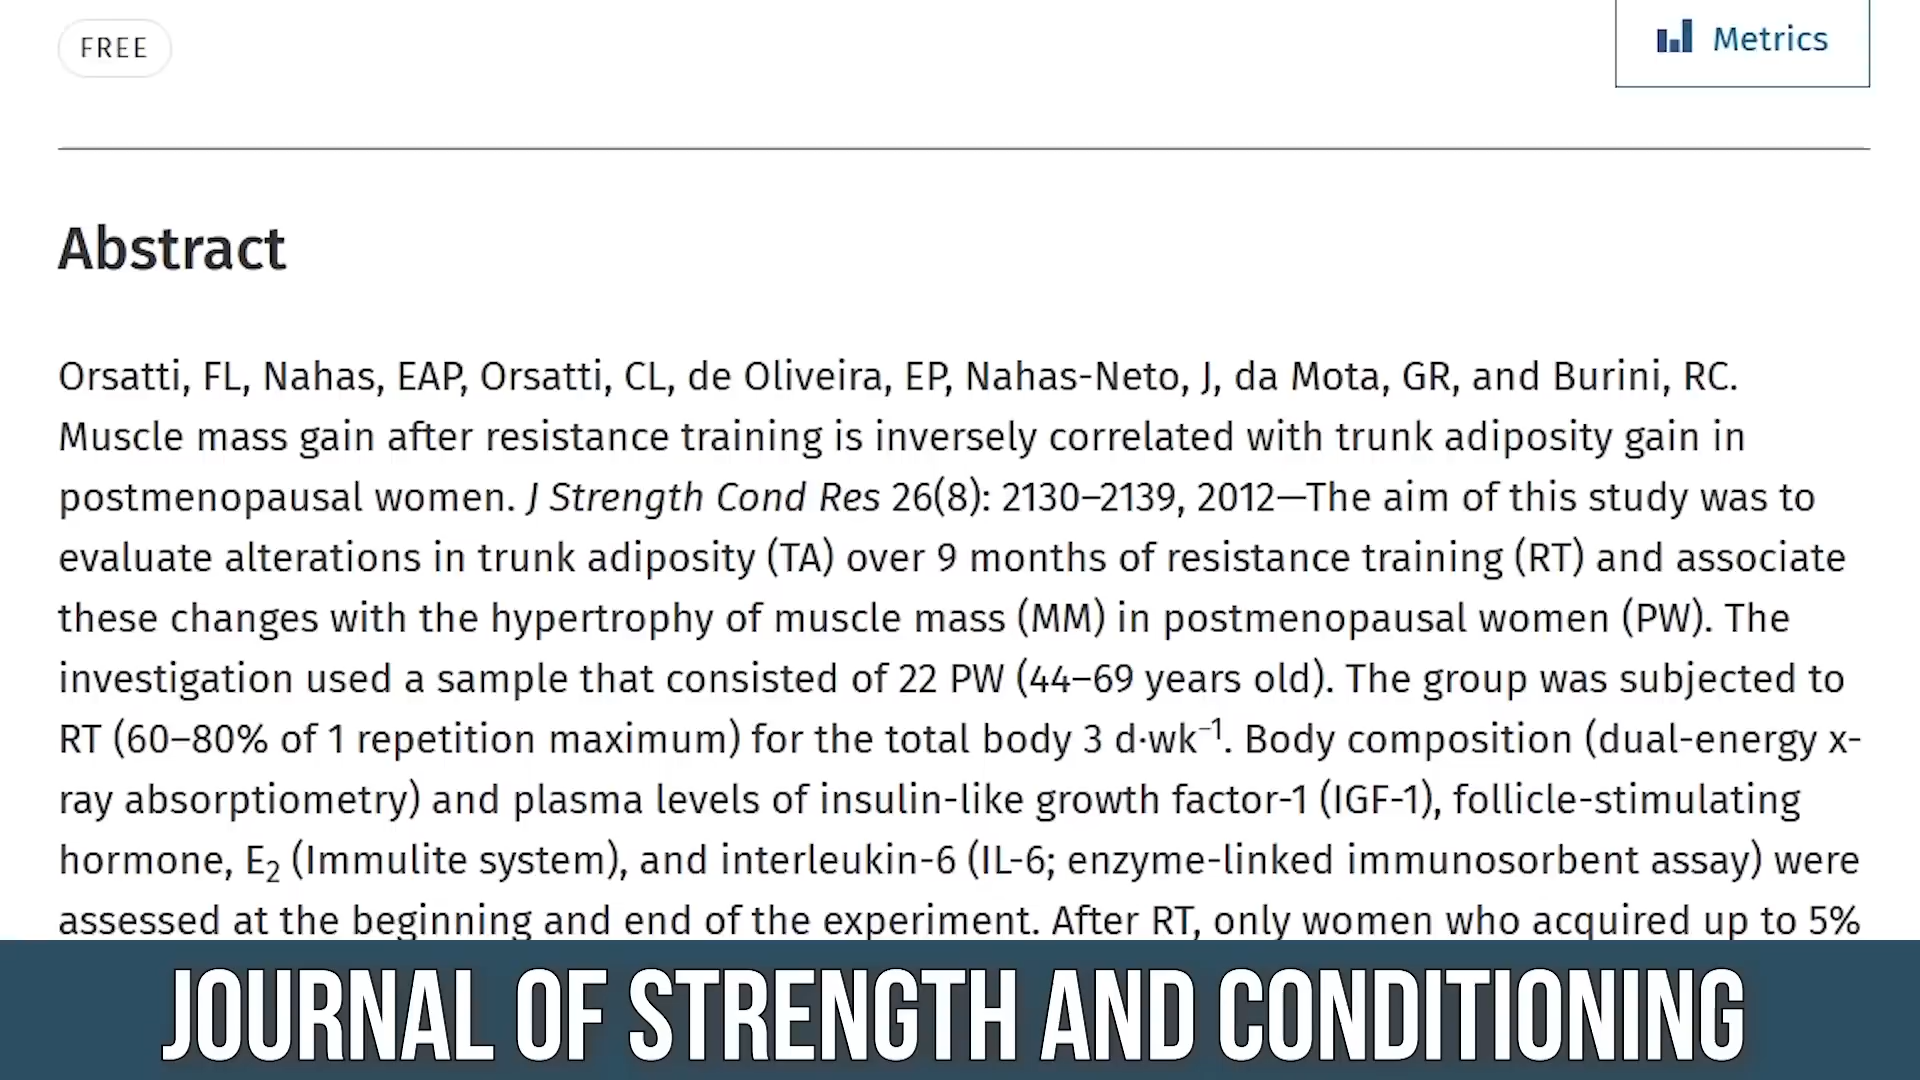 FREE
Metrics
Abstract
Orsatti, FL, Nahas, EAP, Orsatti, CL, de Oliveira, EP, Nahas-Neto, J, da Mota, GR, and Burini, RC.
Muscle mass gain after resistance training is inversely correlated with trunk adiposity gain in
postmenopausal women. J Strength Cond Res 26(8): 2130–2139, 2012—The aim of this study was to
evaluate alterations in trunk adiposity (TA) over 9 months of resistance training (RT) and associate
these changes with the hypertrophy of muscle mass (MM) in postmenopausal women (PW). The
investigation used a sample that consisted of 22 PW (44–69 years old). The group was subjected to
RT (60–80% of 1 repetition maximum) for the total body 3 d·wk⁻¹. Body composition (dual-energy x-
ray absorptiometry) and plasma levels of insulin-like growth factor-1 (IGF-1), follicle-stimulating
hormone, E₂ (Immulite system), and interleukin-6 (IL-6; enzyme-linked immunosorbent assay) were
assessed at the beginning and end of the experiment. After RT, only women who acquired up to 5%
JOURNAL OF STRENGTH AND CONDITIONING